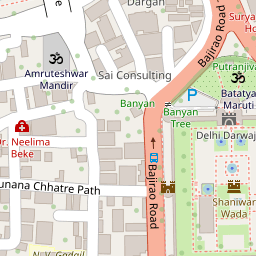 Dargah
Surya
Ho
Bajirao Road
Amruteshwar
Mandir
Sai Consulting
Putranjiva
Banyan
P
Batatya
Maruti
Banyan
Tree
Delhi Darwaj
Dr. Neelima
Beke
unana Chhatre Path
Bajirao Road
Shaniwar
Wada
N. V. Gadgil